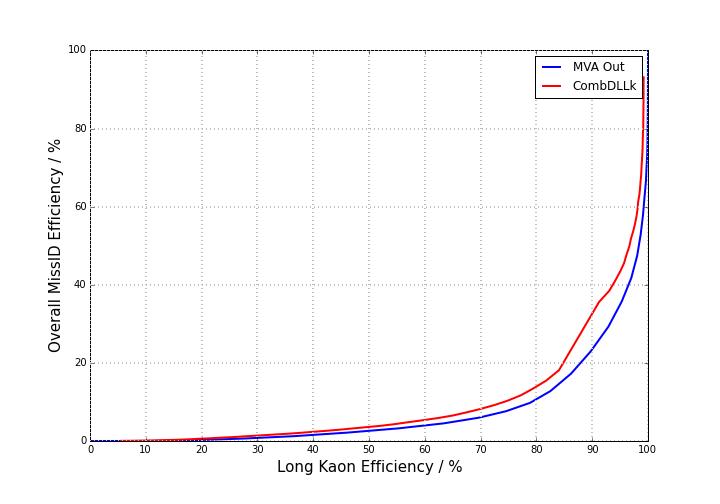 100
80
60
40
20
0
Overall MissID Efficiency / %
MVA Out
CombDLLk
0 10 20 30 40 50 60 70 80 90 100
Long Kaon Efficiency / %